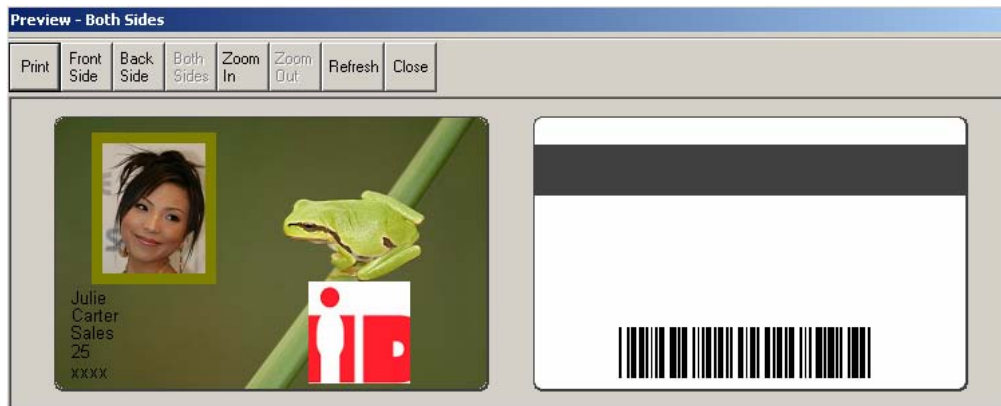 Preview - Both Sides
Print Front Side Back Side Both Sides Zoom In Zoom Out Refresh Close
Julie
Carter
Sales
25
xxxx
iD